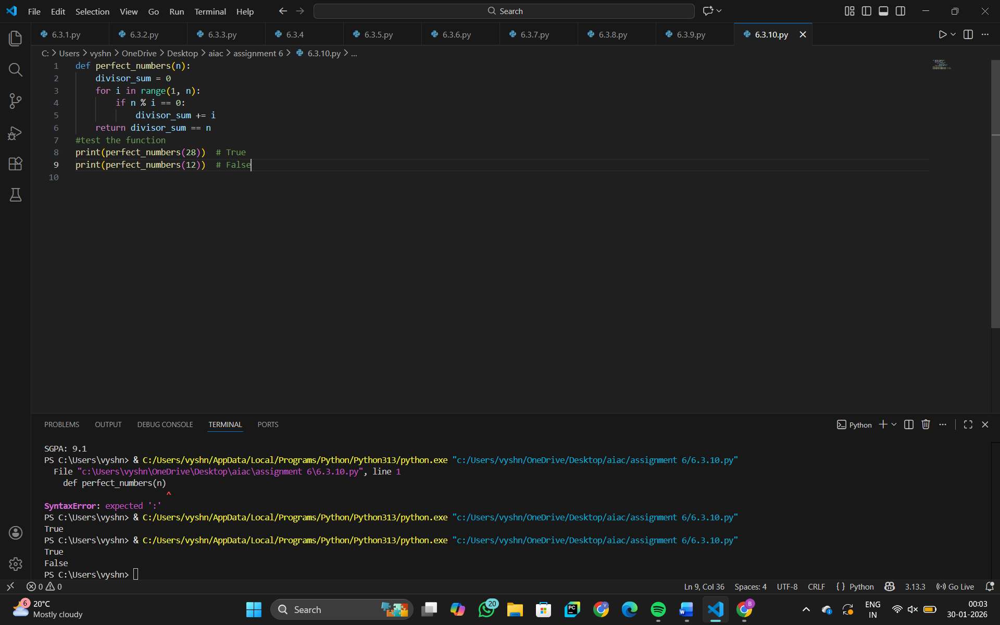 File Edit Selection View Go Run Terminal Help Search
6.3.1.py 6.3.2.py 6.3.3.py 6.3.4 6.3.5.py 6.3.6.py 6.3.7.py 6.3.8.py 6.3.9.py 6.3.10.py
C: > Users > vyshn > OneDrive > Desktop > aiac > assignment 6 > 6.3.10.py > ...
1 def perfect_numbers(n):
2     divisor_sum = 0
3     for i in range(1, n):
4         if n % i == 0:
5             divisor_sum += i
6     return divisor_sum == n
7 #test the function
8 print(perfect_numbers(28))  # True
9 print(perfect_numbers(12))  # False
10
PROBLEMS OUTPUT DEBUG CONSOLE TERMINAL PORTS Python
SGPA: 9.1
PS C:\Users\vyshn> & C:/Users/vyshn/AppData/Local/Programs/Python/Python313/python.exe "c:/Users/vyshn/OneDrive/Desktop/aiac/assignment 6/6.3.10.py"
  File "c:\Users\vyshn\OneDrive\Desktop\aiac\assignment 6\6.3.10.py", line 1
    def perfect_numbers(n)
                          ^
SyntaxError: expected ':'
PS C:\Users\vyshn> & C:/Users/vyshn/AppData/Local/Programs/Python/Python313/python.exe "c:/Users/vyshn/OneDrive/Desktop/aiac/assignment 6/6.3.10.py"
True
PS C:\Users\vyshn> & C:/Users/vyshn/AppData/Local/Programs/Python/Python313/python.exe "c:/Users/vyshn/OneDrive/Desktop/aiac/assignment 6/6.3.10.py"
True
False
PS C:\Users\vyshn>
0 0 Ln 9, Col 36 Spaces: 4 UTF-8 CRLF { } Python 3.13.3 Go Live
6 20°C Search PC 20 V W B ENG 00:03
Mostly cloudy IN 30-01-2026